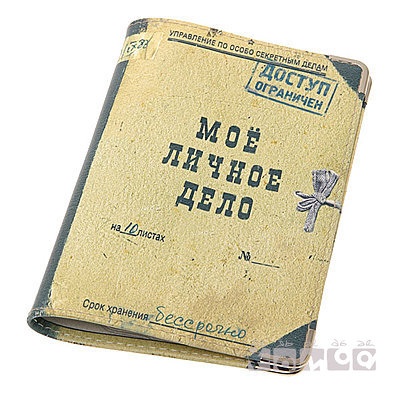 УПРАВЛЕНИЕ ПО ОСОБО СЕКРЕТНЫМ ДЕЛАМ
ДОСТУП
ОГРАНИЧЕН
МОЁ
ЛИЧНОЕ
ДЕЛО
на 10 листах
№
Срок хранения бессрочно